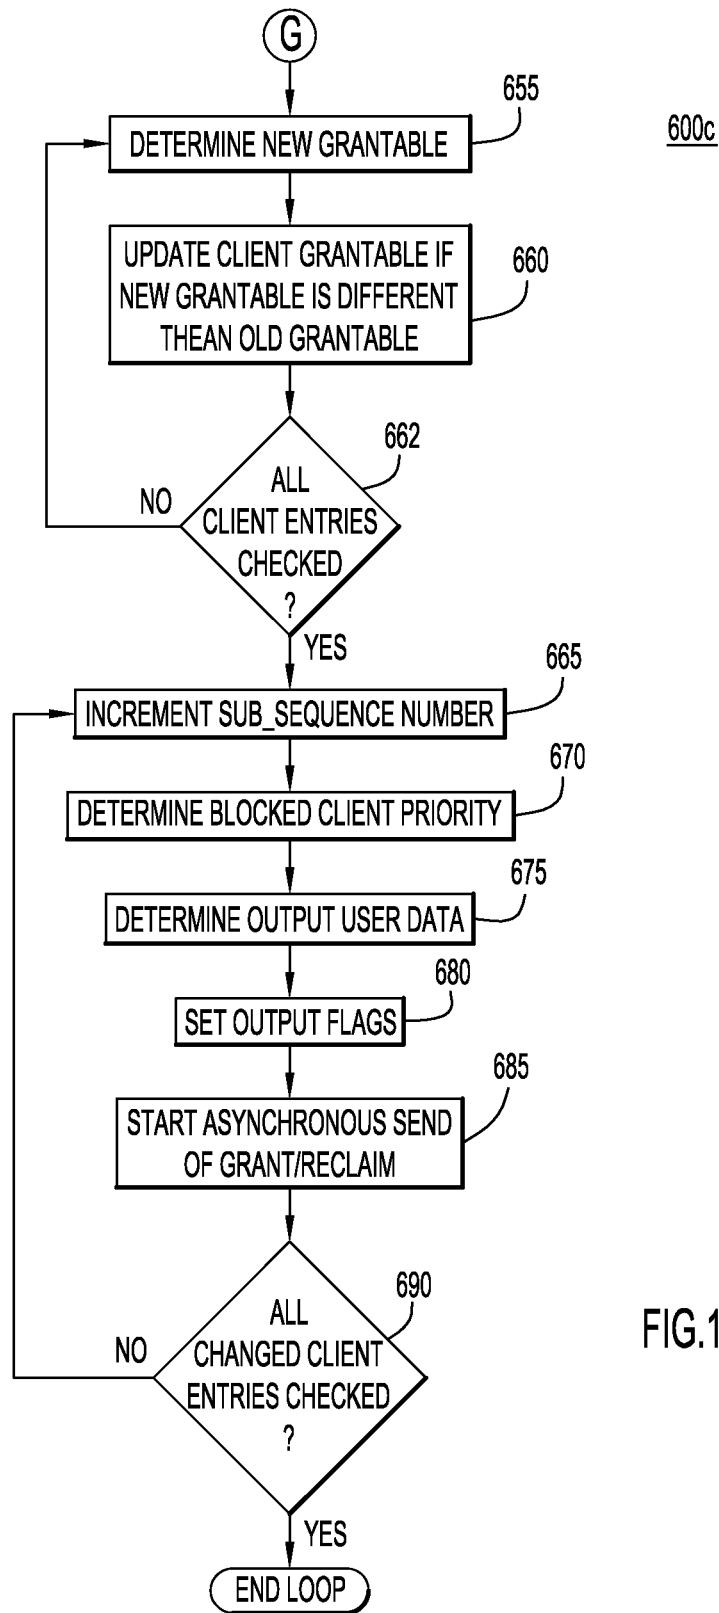 G
655
600c
DETERMINE NEW GRANTABLE
UPDATE CLIENT GRANTABLE IF
NEW GRANTABLE IS DIFFERENT
THEAN OLD GRANTABLE
660
662
ALL
CLIENT ENTRIES
CHECKED
?
NO
YES
665
INCREMENT SUB_SEQUENCE NUMBER
670
DETERMINE BLOCKED CLIENT PRIORITY
675
DETERMINE OUTPUT USER DATA
680
SET OUTPUT FLAGS
685
START ASYNCHRONOUS SEND
OF GRANT/RECLAIM
690
ALL
CHANGED CLIENT
ENTRIES CHECKED
?
NO
FIG.1
YES
END LOOP